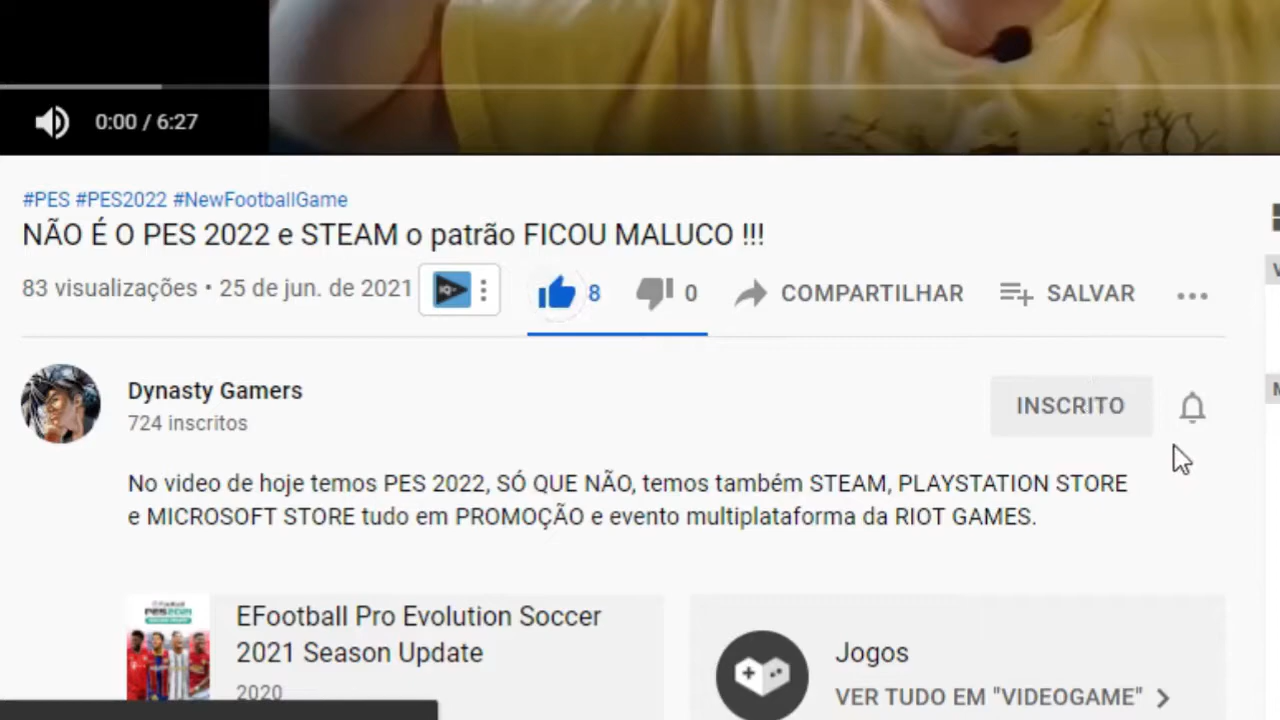 0:00 / 6:27
#PES #PES2022 #NewFootballGame
NÃO É O PES 2022 e STEAM o patrão FICOU MALUCO !!!
83 visualizações • 25 de jun. de 2021 IQ 8 0 COMPARTILHAR SALVAR
Dynasty Gamers
724 inscritos
INSCRITO
No video de hoje temos PES 2022, SÓ QUE NÃO, temos também STEAM, PLAYSTATION STORE
e MICROSOFT STORE tudo em PROMOÇÃO e evento multiplataforma da RIOT GAMES.
PES2021
EFootball Pro Evolution Soccer
2021 Season Update
2020
Jogos
VER TUDO EM "VIDEOGAME"